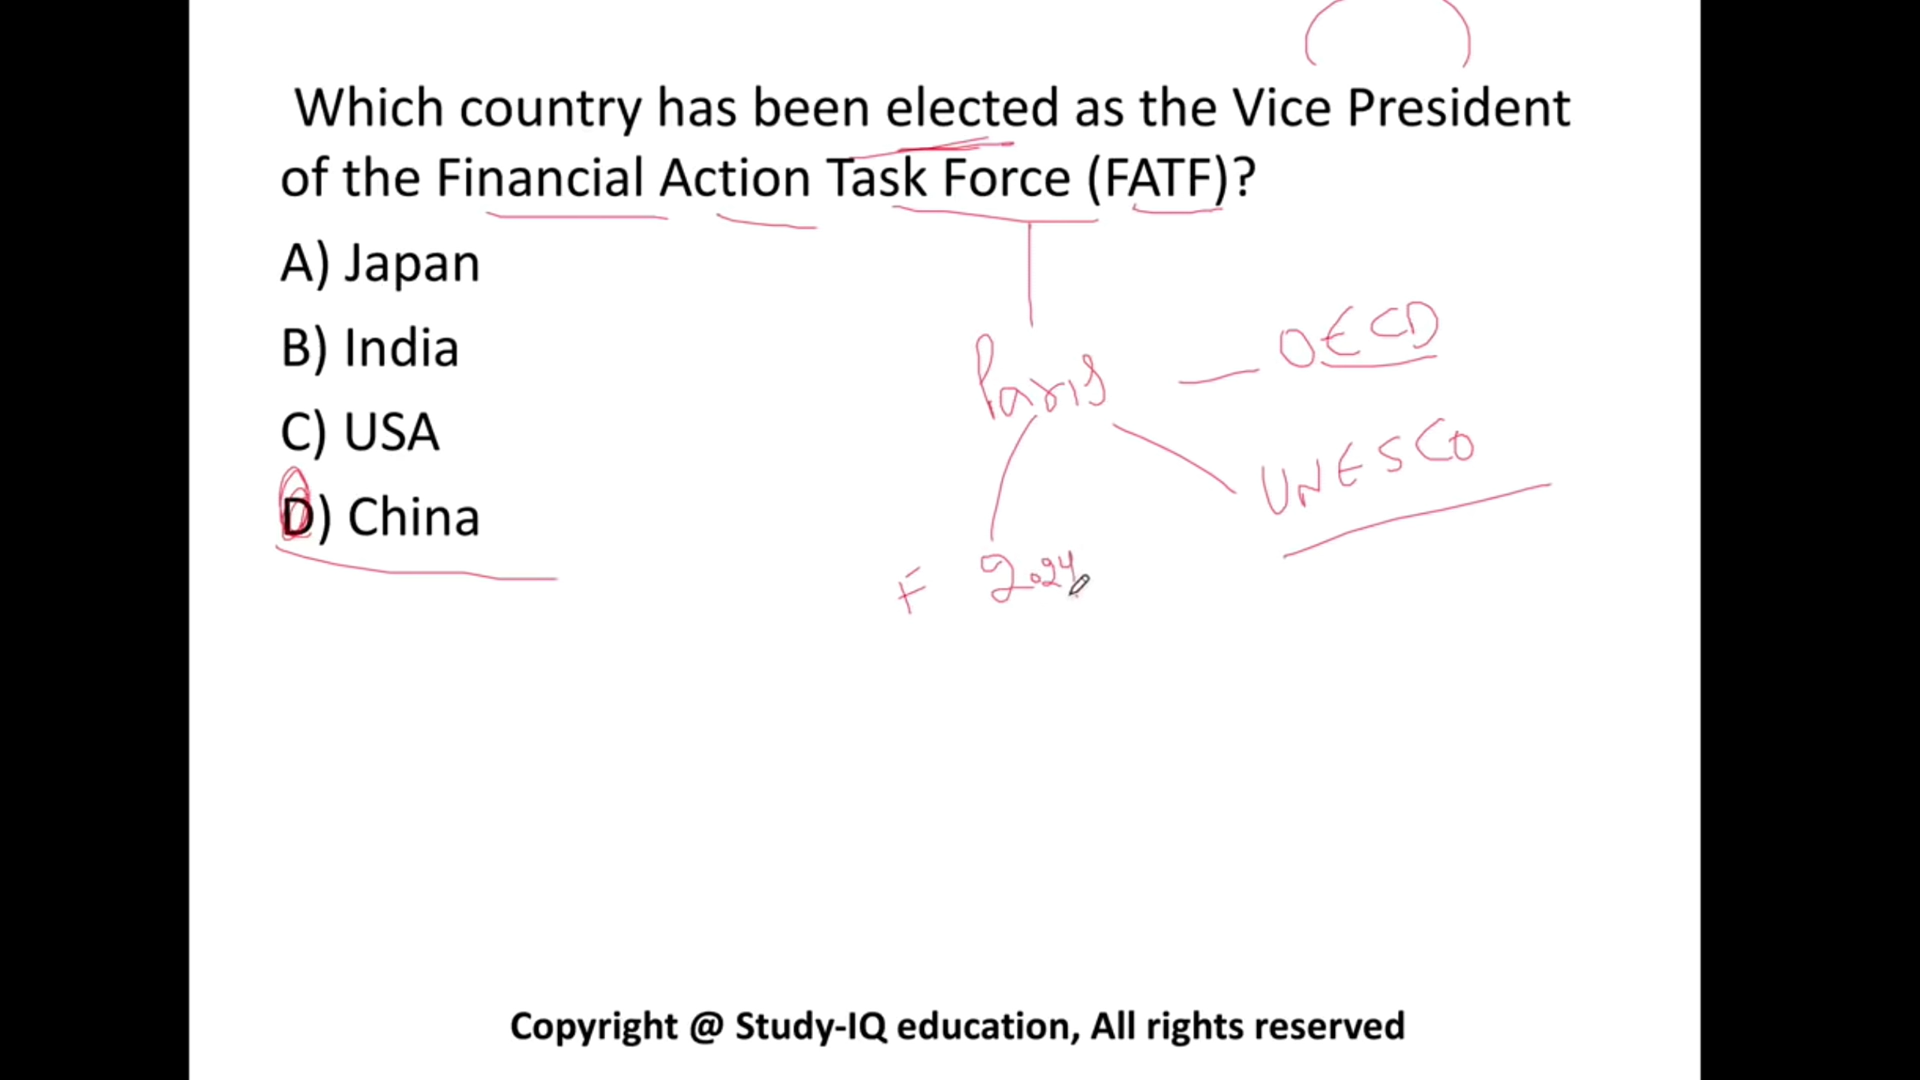 Which country has been elected as the Vice President
of the Financial Action Task Force (FATF)?
A) Japan
B) India
C) USA
D) China
Paris
OECD
UNESCO
F 2024
Copyright @ Study-IQ education, All rights reserved